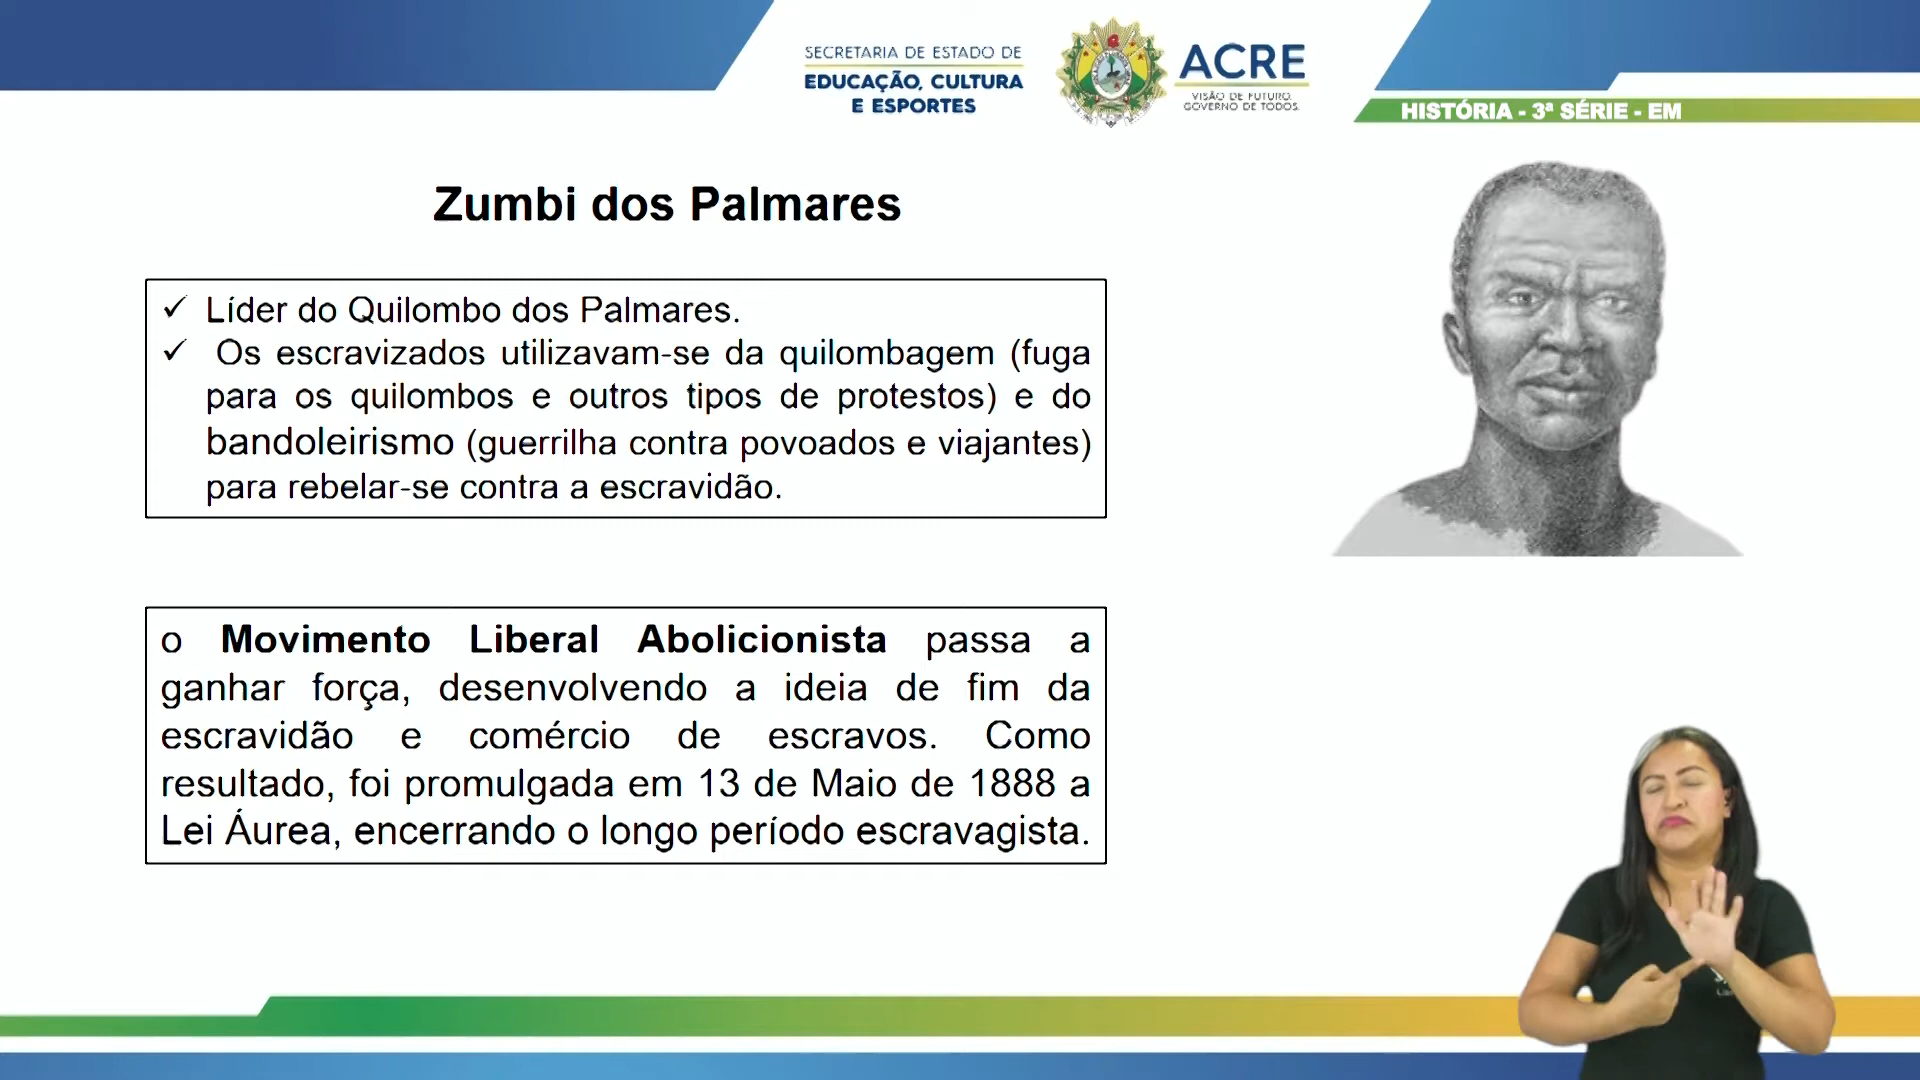 SECRETARIA DE ESTADO DE
EDUCAÇÃO, CULTURA
E ESPORTES
ACRE
VISÃO DE FUTURO.
GOVERNO DE TODOS.
HISTÓRIA - 3ª SÉRIE - EM
Zumbi dos Palmares
✓ Líder do Quilombo dos Palmares.
✓ Os escravizados utilizavam-se da quilombagem (fuga
para os quilombos e outros tipos de protestos) e do
bandoleirismo (guerrilha contra povoados e viajantes)
para rebelar-se contra a escravidão.
o Movimento Liberal Abolicionista passa a
ganhar força, desenvolvendo a ideia de fim da
escravidão e comércio de escravos. Como
resultado, foi promulgada em 13 de Maio de 1888 a
Lei Áurea, encerrando o longo período escravagista.